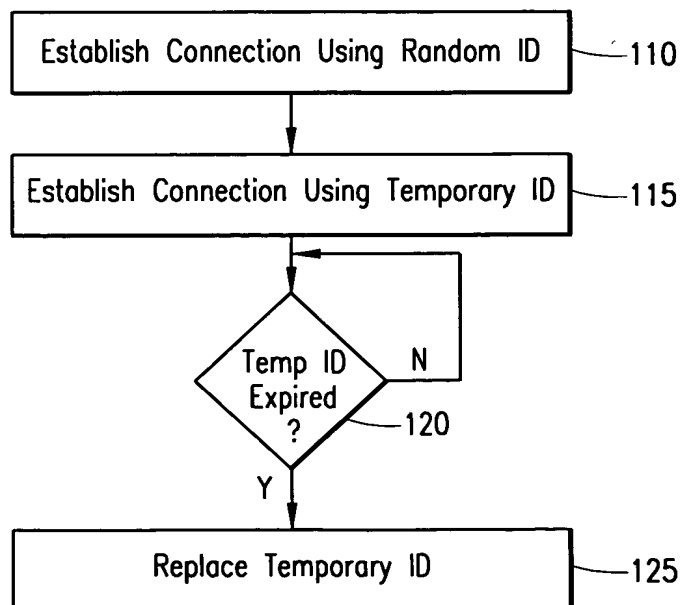 Establish Connection Using Random ID
110
Establish Connection Using Temporary ID
115
Temp ID
Expired
?
N
120
Y
Replace Temporary ID
125